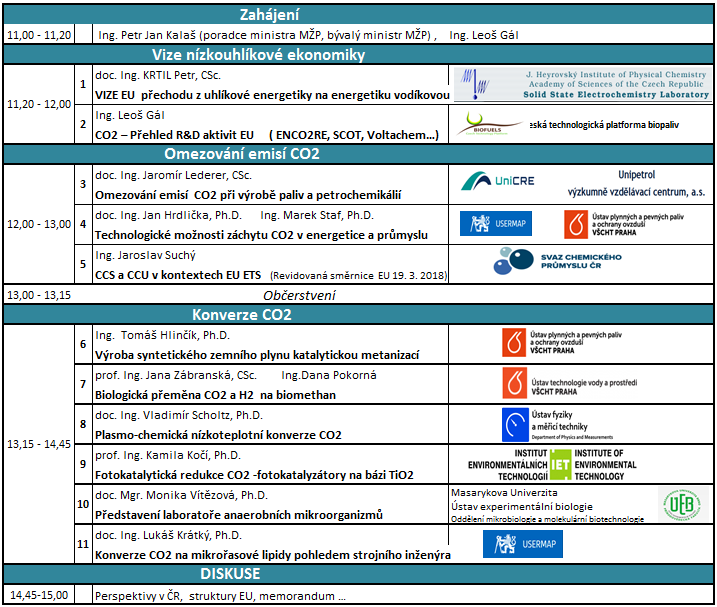 Zahájení
11,00 - 11,20 Ing. Petr Jan Kalaš (poradce ministra MŽP, bývalý ministr MŽP) , Ing. Leoš Gál
Vize nízkouhlíkové ekonomiky
11,20 - 12,00
1
doc. Ing. KRTIL Petr, CSc.
VIZE EU přechodu z uhlíkové energetiky na energetiku vodíkovou
J. Heyrovský Institute of Physical Chemistry
Academy of Sciences of the Czech Republic
Solid State Electrochemistry Laboratory
2
Ing. Leoš Gál
CO2 – Přehled R&D aktivit EU ( ENCO2RE, SCOT, Voltachem...)
BIOFUELS
eská technologická platforma biopaliv
Omezování emisí CO2
12,00 - 13,00
3
doc. Ing. Jaromír Lederer, CSc.
Omezování emisí CO2 při výrobě paliv a petrochemikálií
UniCRE
Unipetrol
výzkumně vzdělávací centrum, a.s.
4
doc. Ing. Jan Hrdlička, Ph.D. Ing. Marek Staf, Ph.D.
Technologické možnosti záchytu CO2 v energetice a průmyslu
USERMAP
Ústav plynných a pevných paliv
a ochrany ovzduší
VŠCHT PRAHA
5
Ing. Jaroslav Suchý
CCS a CCU v kontextech EU ETS (Revidovaná směrnice EU 19. 3. 2018)
SVAZ CHEMICKÉHO
PRŮMYSLU ČR
13,00 - 13,15 Občerstvení
Konverze CO2
13,15 - 14,45
6
Ing. Tomáš Hlinčík, Ph.D.
Výroba syntetického zemního plynu katalytickou metanizací
Ústav plynných a pevných paliv
a ochrany ovzduší
VŠCHT PRAHA
7
prof. Ing. Jana Zábranská, CSc. Ing.Dana Pokorná
Biologická přeměna CO2 a H2 na biomethan
Ústav technologie vody a prostředí
VŠCHT PRAHA
8
doc. Ing. Vladimír Scholtz, Ph.D.
Plasmo-chemická nízkoteplotní konverze CO2
Ústav fyziky
a měřicí techniky
Department of Physics and Measurements
9
prof. Ing. Kamila Kočí, Ph.D.
Fotokatalytická redukce CO2 -fotokatalyzátory na bázi TiO2
INSTITUT
ENVIRONMENTÁLNÍCH
TECHNOLOGIÍ
IET
INSTITUTE OF
ENVIRONMENTAL
TECHNOLOGY
10
doc. Mgr. Monika Vítězová, Ph.D.
Představení laboratoře anaerobních mikroorganizmů
Masarykova Univerzita
Ústav experimentální biologie
Oddělení mikrobiologie a molekulární biotechnologie
UEB
11
doc. Ing. Lukáš Krátký, Ph.D.
Konverze CO2 na mikrořasové lipidy pohledem strojního inženýra
USERMAP
DISKUSE
14,45-15,00 Perspektivy v ČR, struktury EU, memorandum ...